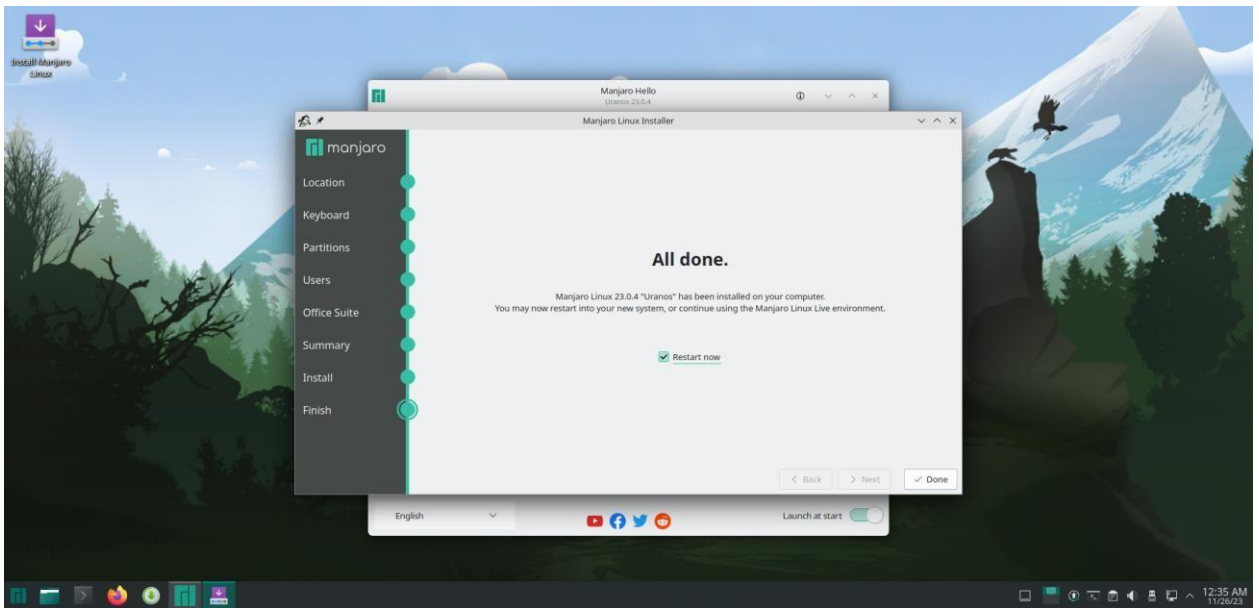 Install Manjaro
Linux
Manjaro Hello
Uranos 23.0.4
Manjaro Linux Installer
manjaro
Location
Keyboard
Partitions
Users
Office Suite
Summary
Install
Finish
All done.
Manjaro Linux 23.0.4 "Uranos" has been installed on your computer.
You may now restart into your new system, or continue using the Manjaro Linux Live environment.
Restart now
Back
Next
Done
English
Launch at start
12:35 AM
11/26/23